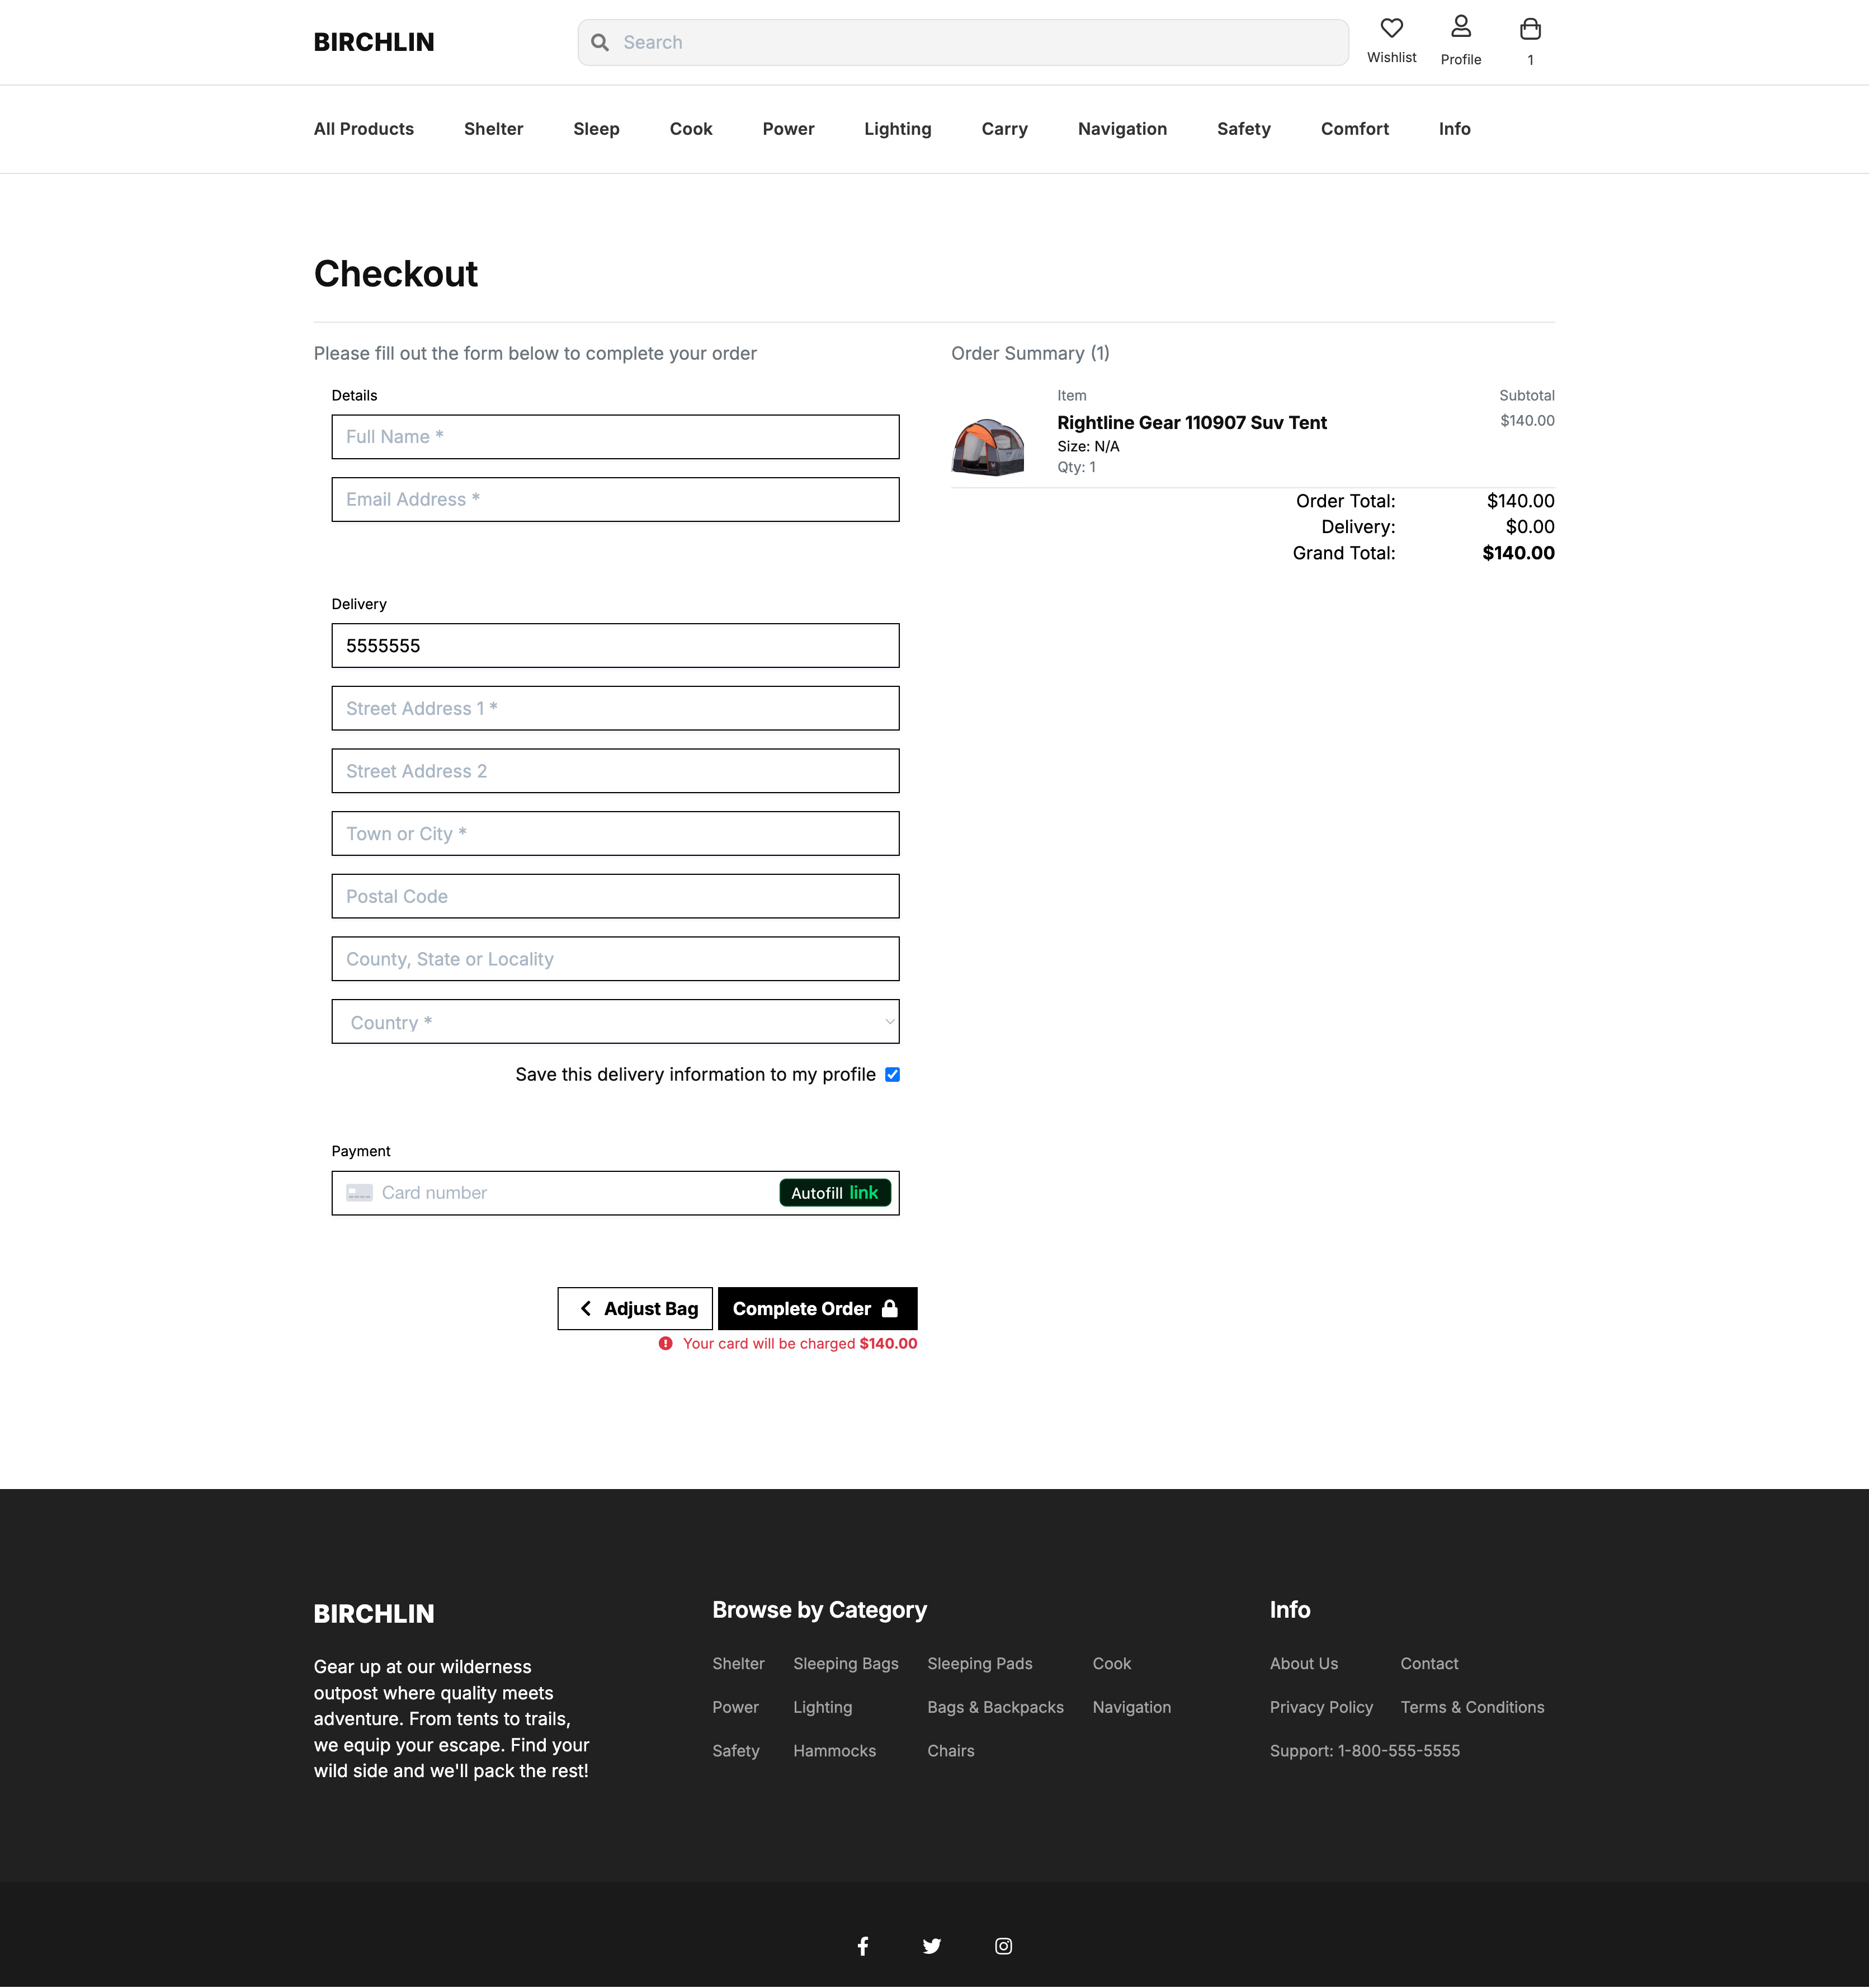 BIRCHLIN
Search
Wishlist
Profile
1
All Products
Shelter
Sleep
Cook
Power
Lighting
Carry
Navigation
Safety
Comfort
Info
Checkout
Please fill out the form below to complete your order
Details
Full Name *
Email Address *
Delivery
5555555
Street Address 1 *
Street Address 2
Town or City *
Postal Code
County, State or Locality
Country *
Save this delivery information to my profile
Payment
Card number
Autofill link
Adjust Bag
Complete Order
Your card will be charged $140.00
Order Summary (1)
Item
Subtotal
Rightline Gear 110907 Suv Tent
$140.00
Size: N/A
Qty: 1
Order Total: $140.00
Delivery: $0.00
Grand Total: $140.00
BIRCHLIN
Gear up at our wilderness
outpost where quality meets
adventure. From tents to trails,
we equip your escape. Find your
wild side and we'll pack the rest!
Browse by Category
Shelter
Sleeping Bags
Sleeping Pads
Cook
Power
Lighting
Bags & Backpacks
Navigation
Safety
Hammocks
Chairs
Info
About Us
Contact
Privacy Policy
Terms & Conditions
Support: 1-800-555-5555